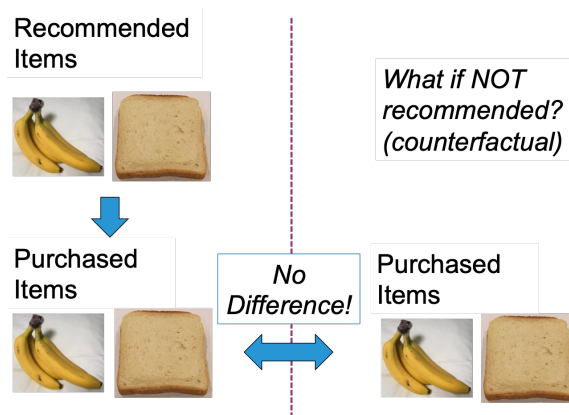 Recommended
Items
What if NOT
recommended?
(counterfactual)
Purchased
Items
No
Difference!
Purchased
Items